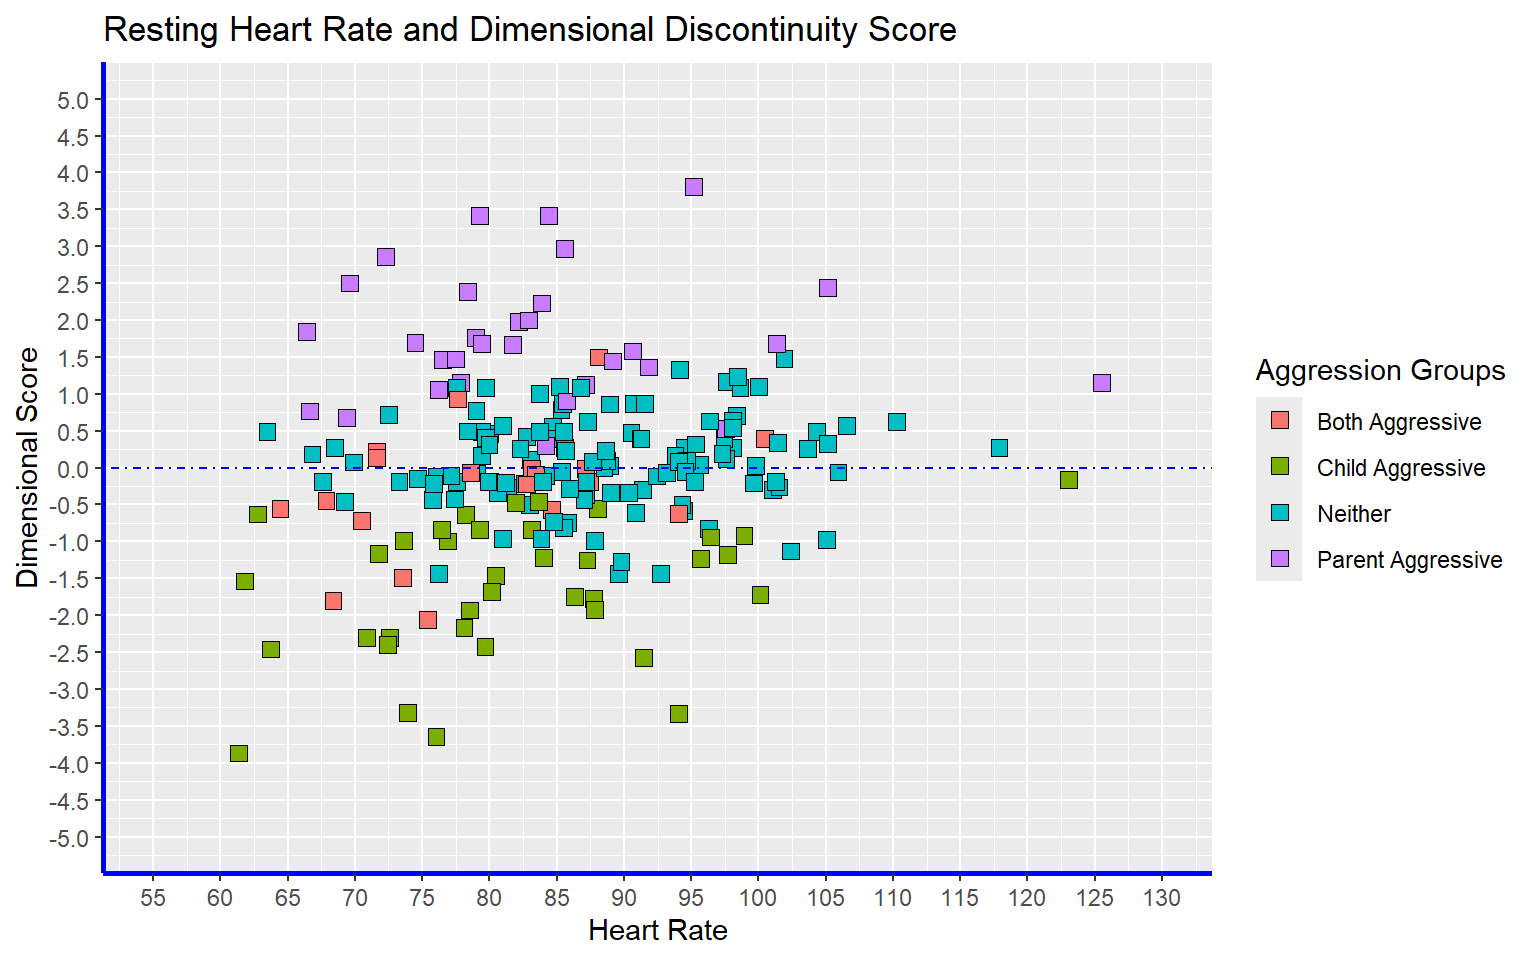 Resting Heart Rate and Dimensional Discontinuity Score
Dimensional Score
5.0
4.5
4.0
3.5
3.0
2.5
2.0
1.5
1.0
0.5
0.0
-0.5
-1.0
-1.5
-2.0
-2.5
-3.0
-3.5
-4.0
-4.5
-5.0
55 60 65 70 75 80 85 90 95 100 105 110 115 120 125 130
Heart Rate
Aggression Groups
Both Aggressive
Child Aggressive
Neither
Parent Aggressive